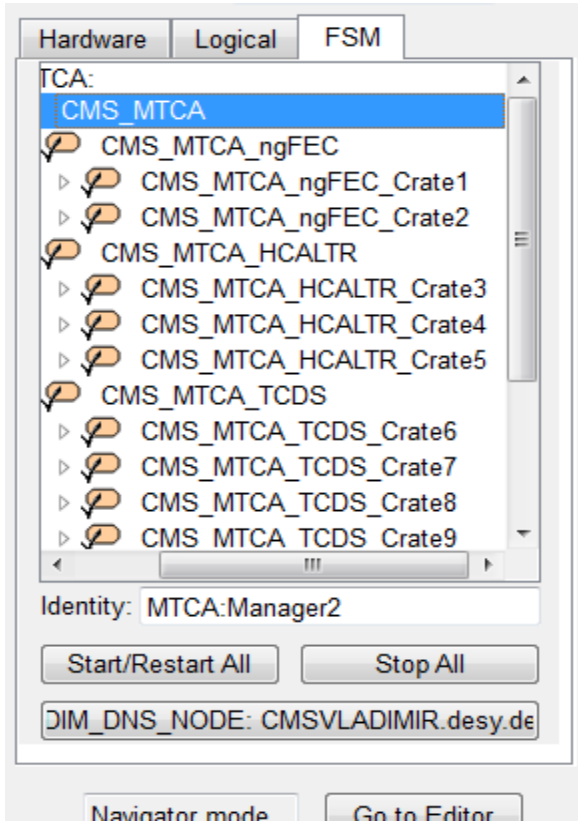 Hardware Logical FSM
TCA:
CMS_MTCA
CMS_MTCA_ngFEC
CMS_MTCA_ngFEC_Crate1
CMS_MTCA_ngFEC_Crate2
CMS_MTCA_HCALTR
CMS_MTCA_HCALTR_Crate3
CMS_MTCA_HCALTR_Crate4
CMS_MTCA_HCALTR_Crate5
CMS_MTCA_TCDS
CMS_MTCA_TCDS_Crate6
CMS_MTCA_TCDS_Crate7
CMS_MTCA_TCDS_Crate8
CMS_MTCA_TCDS_Crate9
Identity: MTCA:Manager2
Start/Restart All Stop All
DIM_DNS_NODE: CMSVLADIMIR.desy.de
Navigator mode Go to Editor